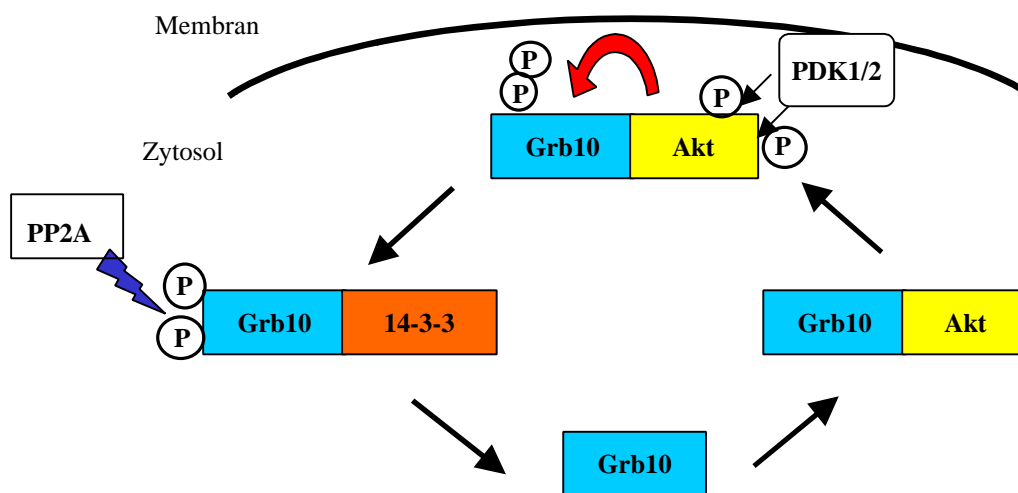 Membran
P
P
PDK1/2
P
Grb10 Akt
P
Zytosol
PP2A
P
P
Grb10 14-3-3
Grb10 Akt
Grb10